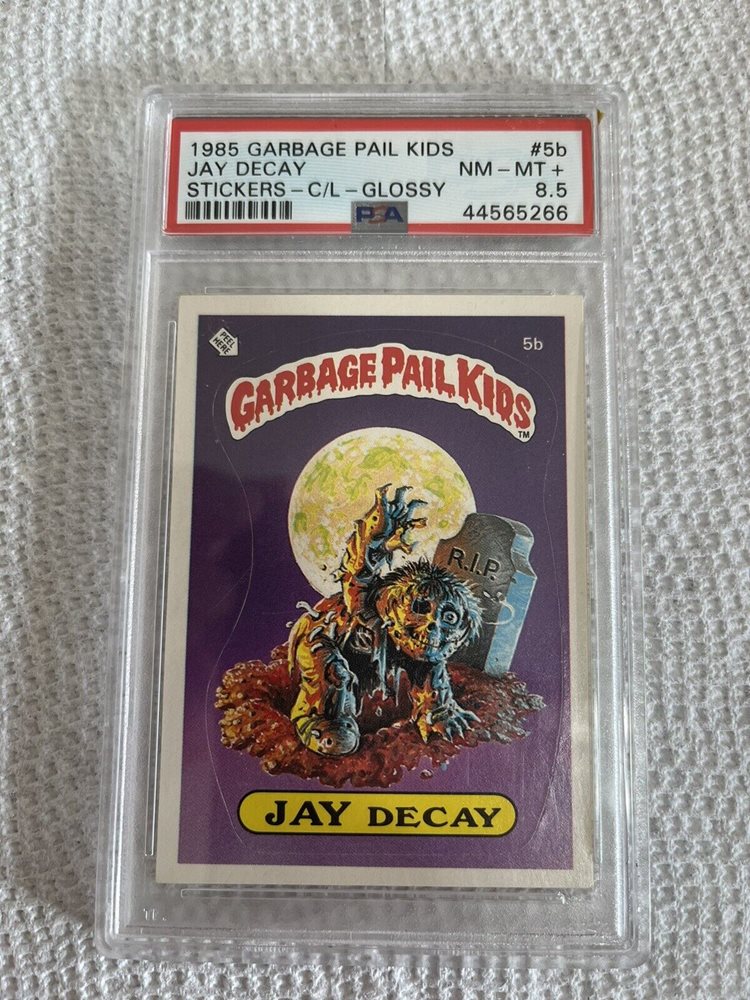 1985 GARBAGE PAIL KIDS #5b
JAY DECAY NM - MT +
STICKERS - C/L - GLOSSY 8.5
PSA 44565266
PEEL HERE
5b
GARBAGE PAIL KIDS
TM
R.I.P.
JAY DECAY